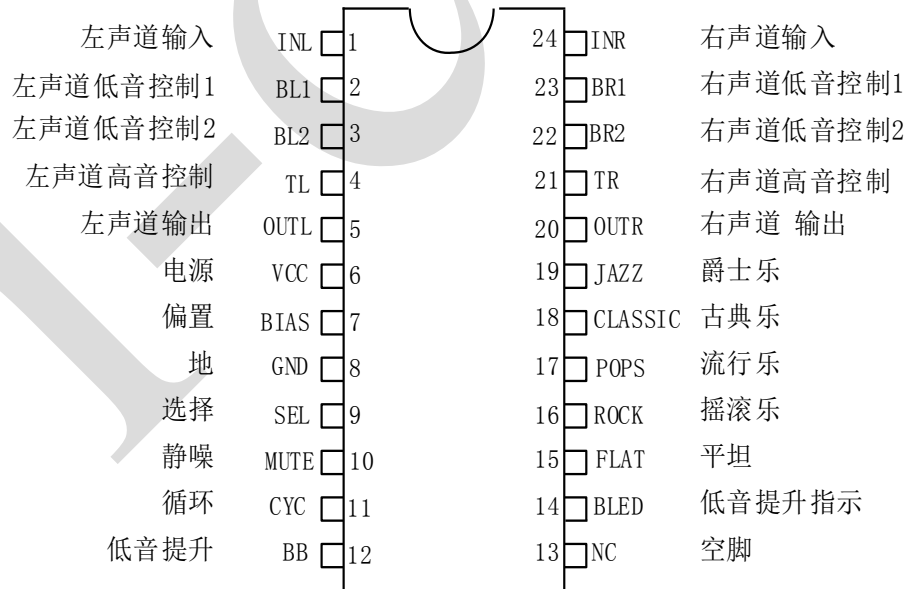 左声道输入 INL 1 24 INR 右声道输入
左声道低音控制1 BL1 2 23 BR1 右声道低音控制1
左声道低音控制2 BL2 3 22 BR2 右声道低音控制2
左声道高音控制 TL 4 21 TR 右声道高音控制
左声道输出 OUTL 5 20 OUTR 右声道 输出
电源 VCC 6 19 JAZZ 爵士乐
偏置 BIAS 7 18 CLASSIC 古典乐
地 GND 8 17 POPS 流行乐
选择 SEL 9 16 ROCK 摇滚乐
静噪 MUTE 10 15 FLAT 平坦
循环 CYC 11 14 BLED 低音提升指示
低音提升 BB 12 13 NC 空脚